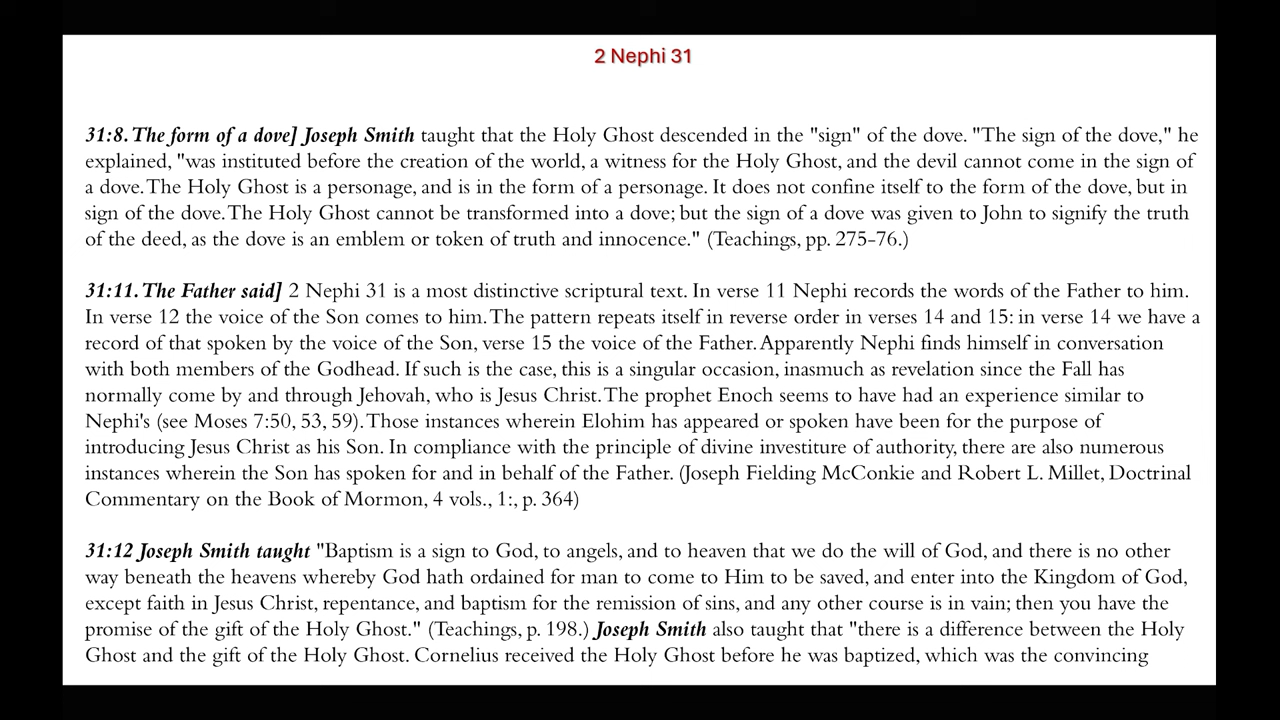 2 Nephi 31
31:8. The form of a dove] Joseph Smith taught that the Holy Ghost descended in the "sign" of the dove. "The sign of the dove," he
explained, "was instituted before the creation of the world, a witness for the Holy Ghost, and the devil cannot come in the sign of
a dove. The Holy Ghost is a personage, and is in the form of a personage. It does not confine itself to the form of the dove, but in
sign of the dove. The Holy Ghost cannot be transformed into a dove; but the sign of a dove was given to John to signify the truth
of the deed, as the dove is an emblem or token of truth and innocence." (Teachings, pp. 275-76.)
31:11. The Father said] 2 Nephi 31 is a most distinctive scriptural text. In verse 11 Nephi records the words of the Father to him.
In verse 12 the voice of the Son comes to him. The pattern repeats itself in reverse order in verses 14 and 15: in verse 14 we have a
record of that spoken by the voice of the Son, verse 15 the voice of the Father. Apparently Nephi finds himself in conversation
with both members of the Godhead. If such is the case, this is a singular occasion, inasmuch as revelation since the Fall has
normally come by and through Jehovah, who is Jesus Christ. The prophet Enoch seems to have had an experience similar to
Nephi's (see Moses 7:50, 53, 59). Those instances wherein Elohim has appeared or spoken have been for the purpose of
introducing Jesus Christ as his Son. In compliance with the principle of divine investiture of authority, there are also numerous
instances wherein the Son has spoken for and in behalf of the Father. (Joseph Fielding McConkie and Robert L. Millet, Doctrinal
Commentary on the Book of Mormon, 4 vols., 1:, p. 364)
31:12 Joseph Smith taught "Baptism is a sign to God, to angels, and to heaven that we do the will of God, and there is no other
way beneath the heavens whereby God hath ordained for man to come to Him to be saved, and enter into the Kingdom of God,
except faith in Jesus Christ, repentance, and baptism for the remission of sins, and any other course is in vain; then you have the
promise of the gift of the Holy Ghost." (Teachings, p. 198.) Joseph Smith also taught that "there is a difference between the Holy
Ghost and the gift of the Holy Ghost. Cornelius received the Holy Ghost before he was baptized, which was the convincing